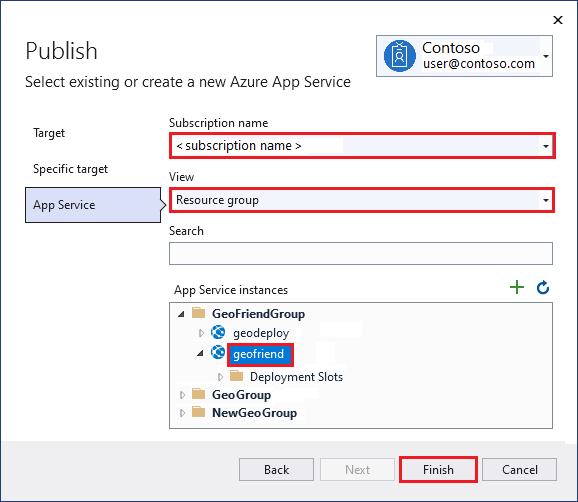 Publish
Select existing or create a new Azure App Service
Contoso
user@contoso.com
Target
Specific target
App Service
Subscription name
< subscription name >
View
Resource group
Search
App Service instances
GeoFriendGroup
geodeploy
geofriend
Deployment Slots
GeoGroup
NewGeoGroup
Back
Next
Finish
Cancel